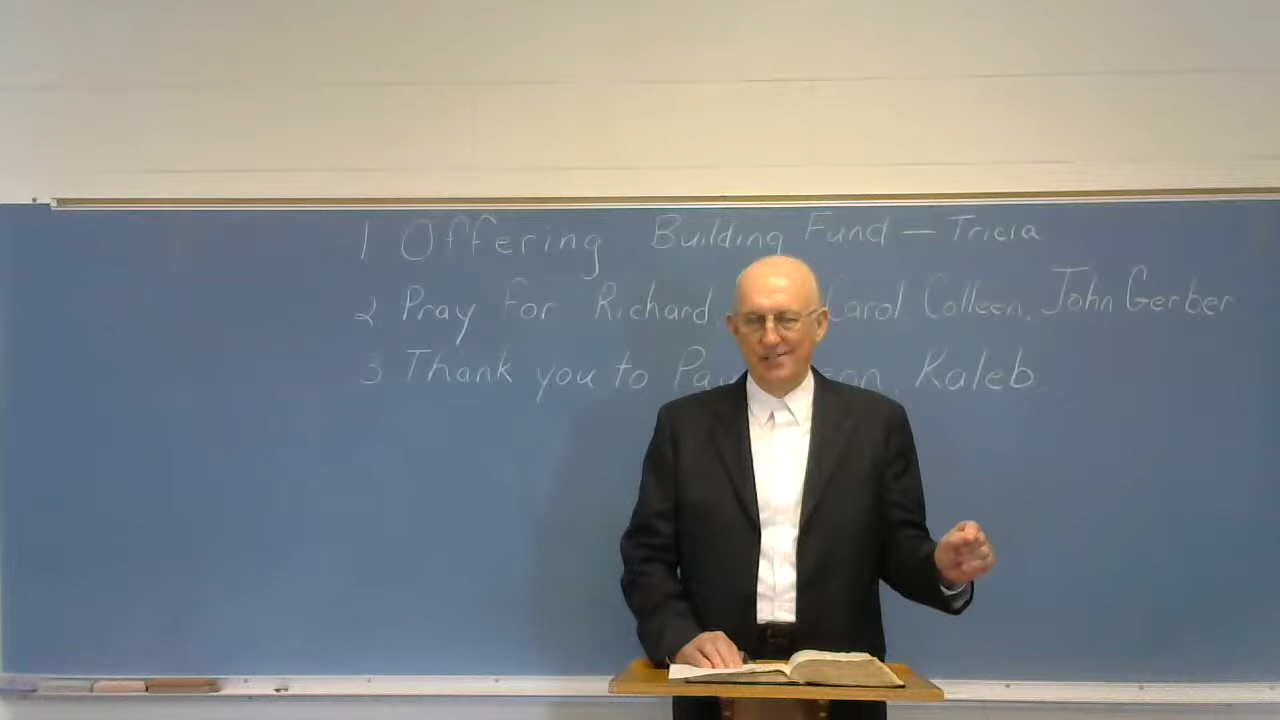 1 Offering Building Fund — Tricia
2 Pray for Richard, Carol Colleen, John Gerber
3 Thank you to Kaleb